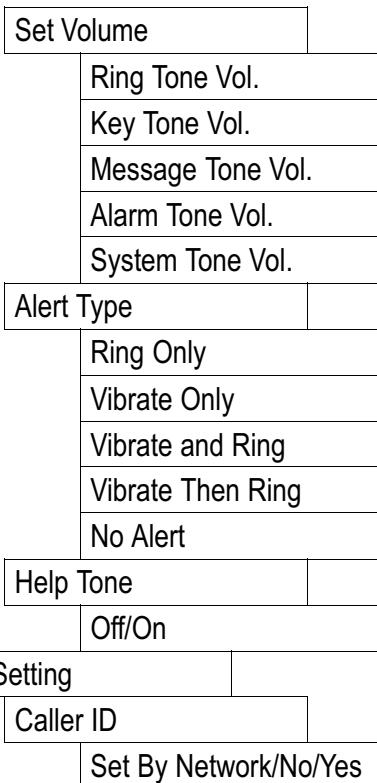 Set Volume
Ring Tone Vol.
Key Tone Vol.
Message Tone Vol.
Alarm Tone Vol.
System Tone Vol.
Alert Type
Ring Only
Vibrate Only
Vibrate and Ring
Vibrate Then Ring
No Alert
Help Tone
Off/On
Setting
Caller ID
Set By Network/No/Yes